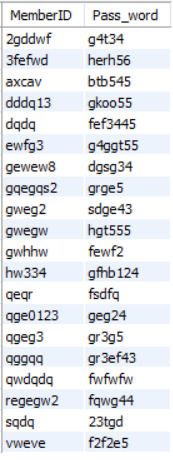 MemberID Pass_word
2gddwf g4t34
3fefwd herh56
axcav btb545
dddq13 gkoo55
dqdq fef3445
ewfg3 g4ggt55
gewew8 dgsg34
gqegqs2 grge5
gweg2 sdge43
gwegw hgt555
gwhhw fewf2
hw334 gfhb124
qeqr fsdfq
qge0123 geg24
qgeg3 gr3g5
qggqq gr3ef43
qwdqdq fwfwfw
regegw2 fqwg44
sqdq 23tgd
vweve f2f2e5